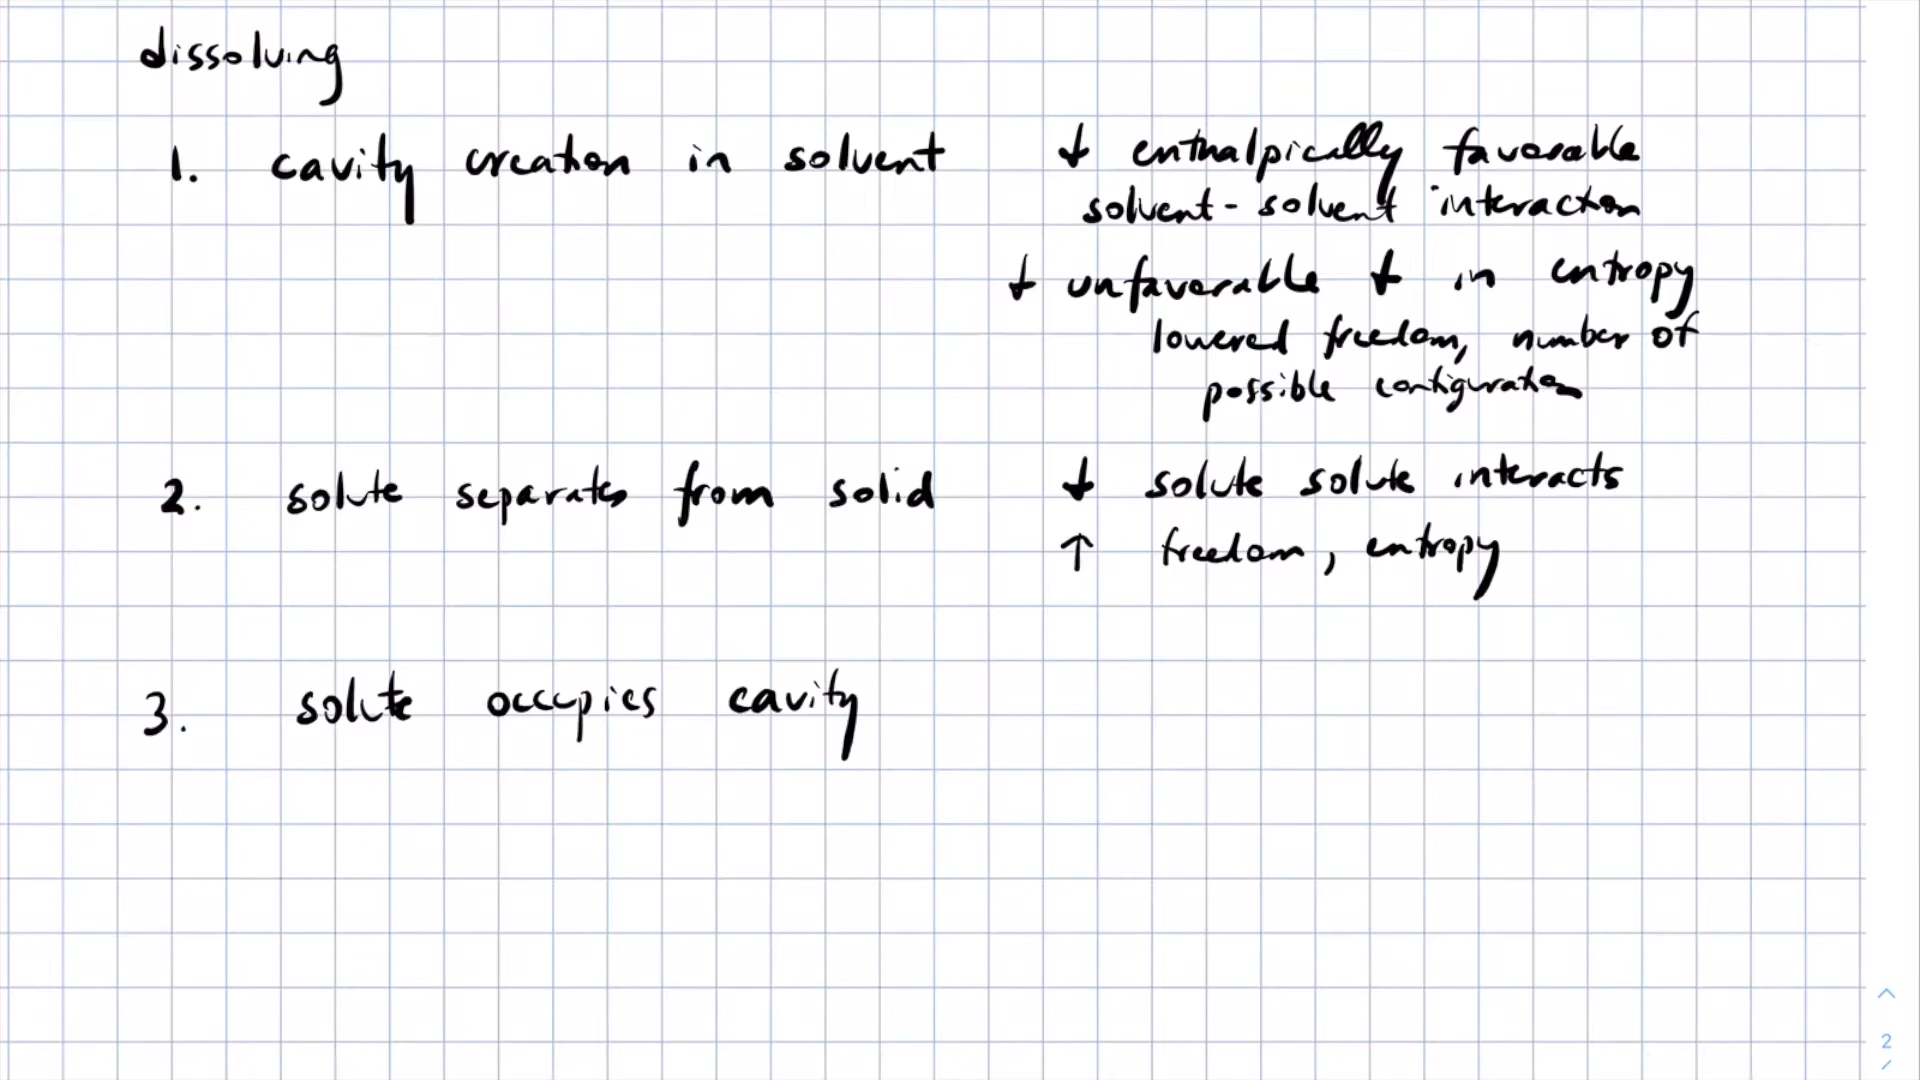 dissolving
1. cavity creation in solvent
↓ enthalpically favorable
solvent - solvent interaction
↓ unfavorable ↓ in entropy
lowered freedom, number of
possible configuration
2. solute separates from solid
↓ solute solute interacts
↑ freedom, entropy
3. solute occupies cavity
2